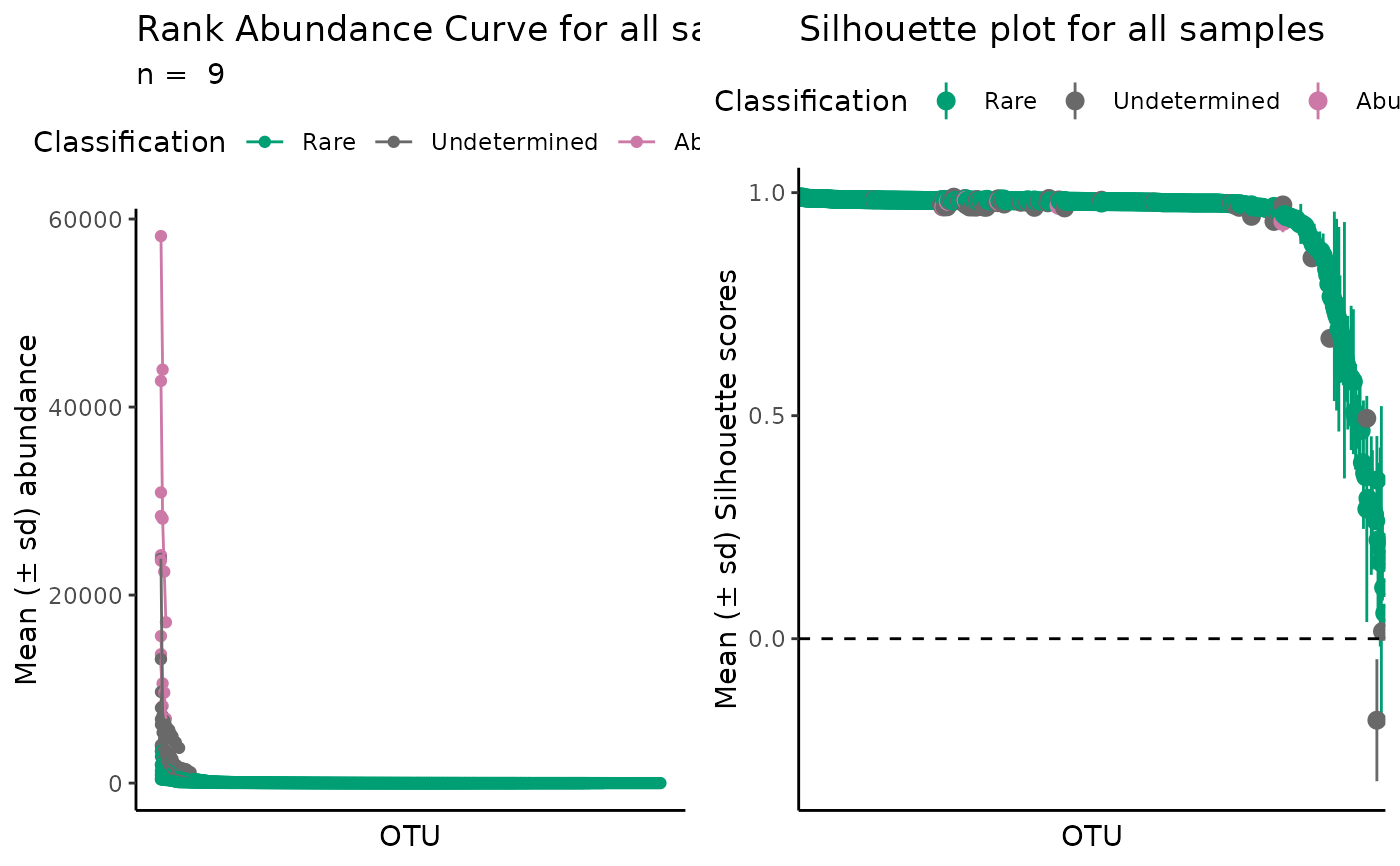 Rank Abundance Curve for all sa
n = 9
Classification Rare Undetermined Ab
60000
40000
20000
0
Mean (± sd) abundance
OTU
Silhouette plot for all samples
Classification Rare Undetermined Abu
1.0
0.5
0.0
Mean (± sd) Silhouette scores
OTU